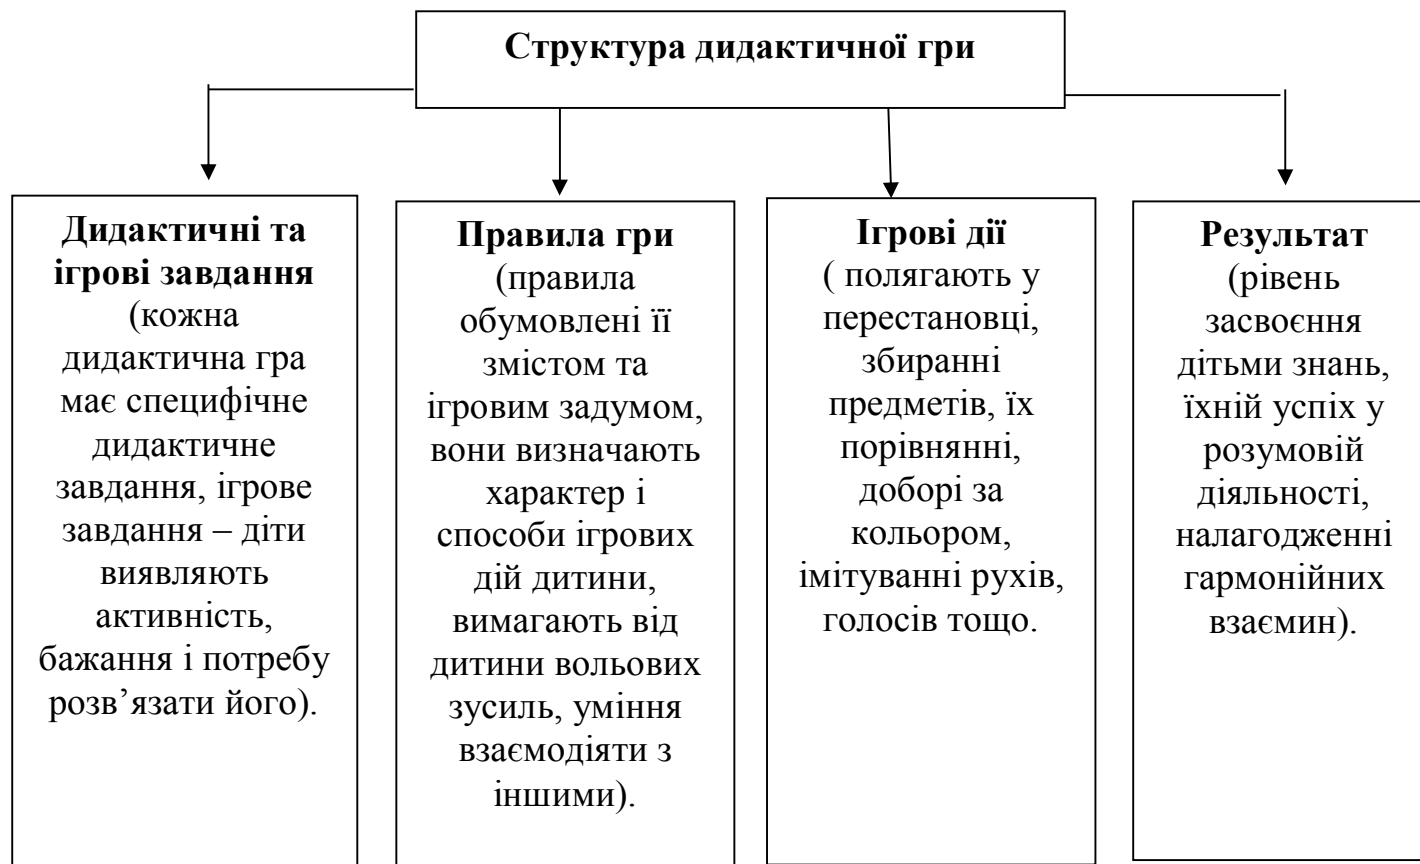 Структура дидактичної гри
Дидактичні та
ігрові завдання
(кожна
дидактична гра
має специфічне
дидактичне
завдання, ігрове
завдання – діти
виявляють
активність,
бажання і потребу
розв’язати його).
Правила гри
(правила
обумовлені її
змістом та
ігровим задумом,
вони визначають
характер і
способи ігрових
дій дитини,
вимагають від
дитини вольових
зусиль, уміння
взаємодіяти з
іншими).
Ігрові дії
( полягають у
перестановці,
збиранні
предметів, їх
порівнянні,
доборі за
кольором,
імітуванні рухів,
голосів тощо.
Результат
(рівень
засвоєння
дітьми знань,
їхній успіх у
розумовій
діяльності,
налагодженні
гармонійних
взаємин).